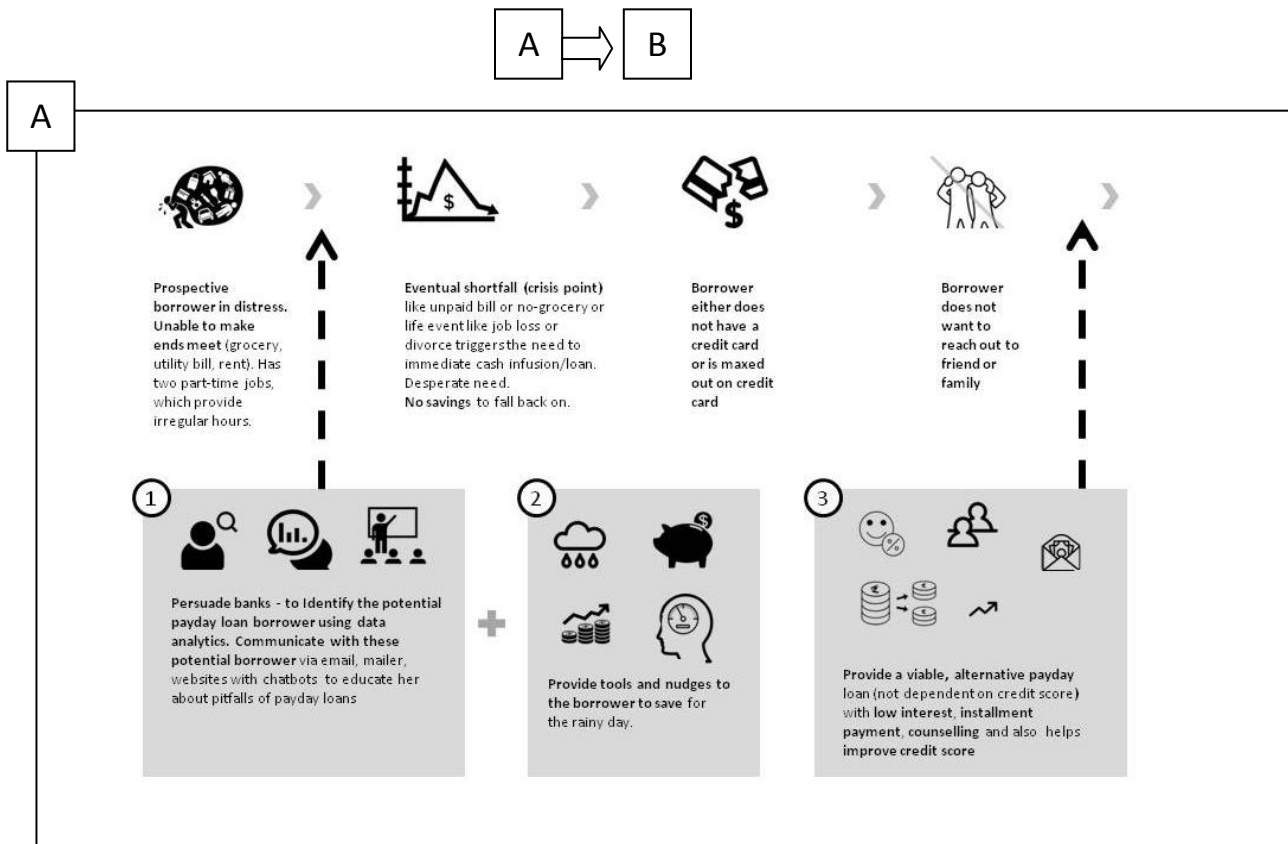 A
B
A
$
$
Prospective
borrower in distress.
Unable to make
ends meet (grocery,
utility bill, rent). Has
two part-time jobs,
which provide
irregular hours.
Eventual shortfall (crisis point)
like unpaid bill or no-grocery or
life event like job loss or
divorce triggers the need to
immediate cash infusion/loan.
Desperate need.
No savings to fall back on.
Borrower
either does
not have a
credit card
or is maxed
out on credit
card
Borrower
does not
want to
reach out to
friend or
family
1
Persuade banks - to Identify the potential
payday loan borrower using data
analytics. Communicate with these
potential borrower via email, mailer,
websites with chatbots to educate her
about pitfalls of payday loans
2
$
Provide tools and nudges to
the borrower to save for
the rainy day.
3
%
Provide a viable, alternative payday
loan (not dependent on credit score)
with low interest, installment
payment, counselling and also helps
improve credit score